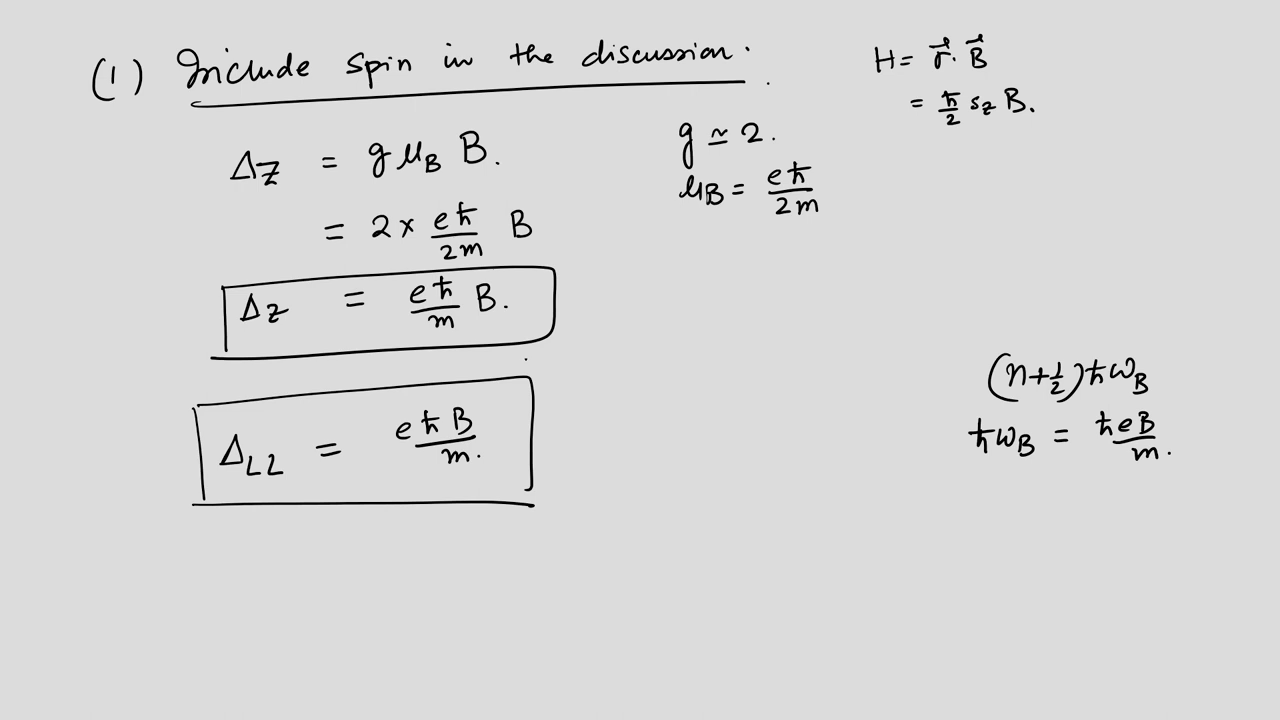 (1) Include spin in the discussion.
H = σ⃗. B⃗
= ħ/2 s_z B.
Δ_Z = g μ_B B.
g ≃ 2.
μ_B = eħ/2m
= 2 × eħ/2m B
Δ_z = eħ/m B.
(n+1/2)ħω_B
Δ_LL = eħB/m.
ħω_B = ħeB/m.